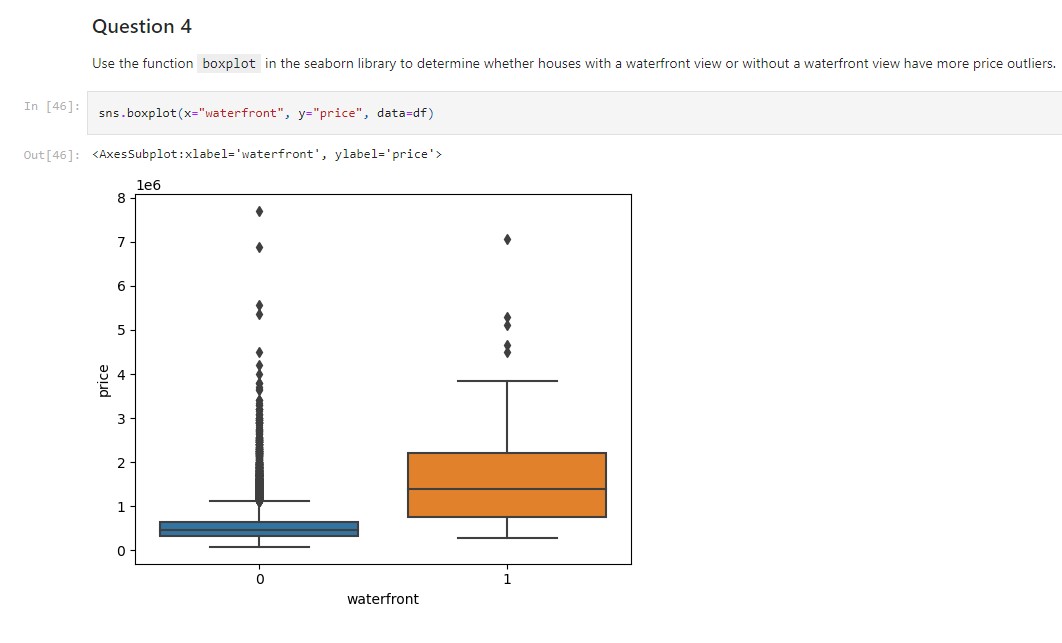 Question 4
Use the function boxplot in the seaborn library to determine whether houses with a waterfront view or without a waterfront view have more price outliers.
In [46]: sns.boxplot(x="waterfront", y="price", data=df)
Out[46]: <AxesSubplot:xlabel='waterfront', ylabel='price'>
1e6
8
7
6
5
4
3
2
1
0
price
0 1
waterfront